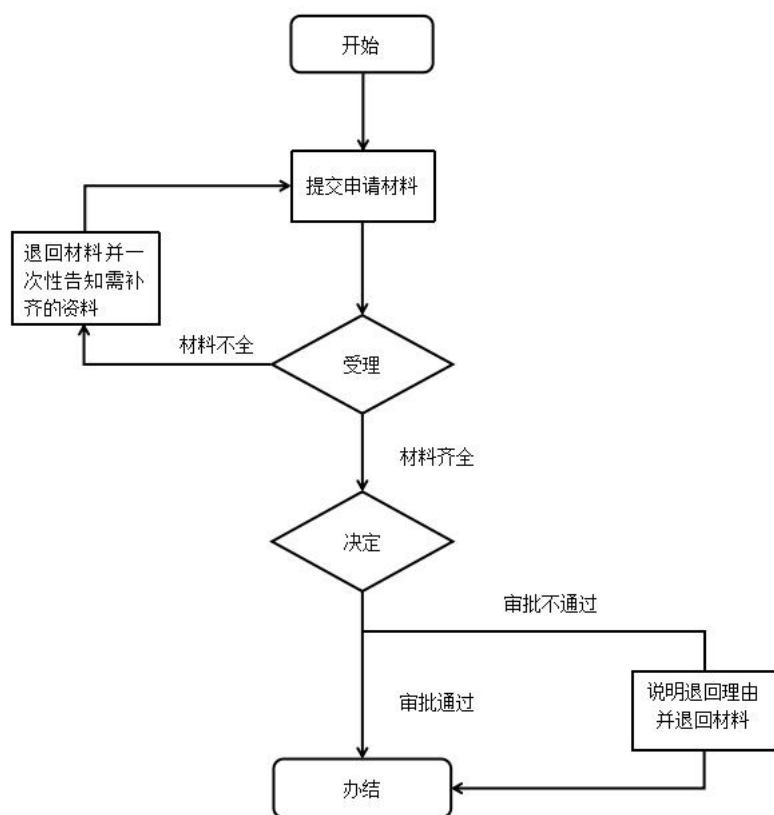 开始
提交申请材料
退回材料并一
次性告知需补
齐的资料
材料不全
受理
材料齐全
决定
审批不通过
审批通过
说明退回理由
并退回材料
办结